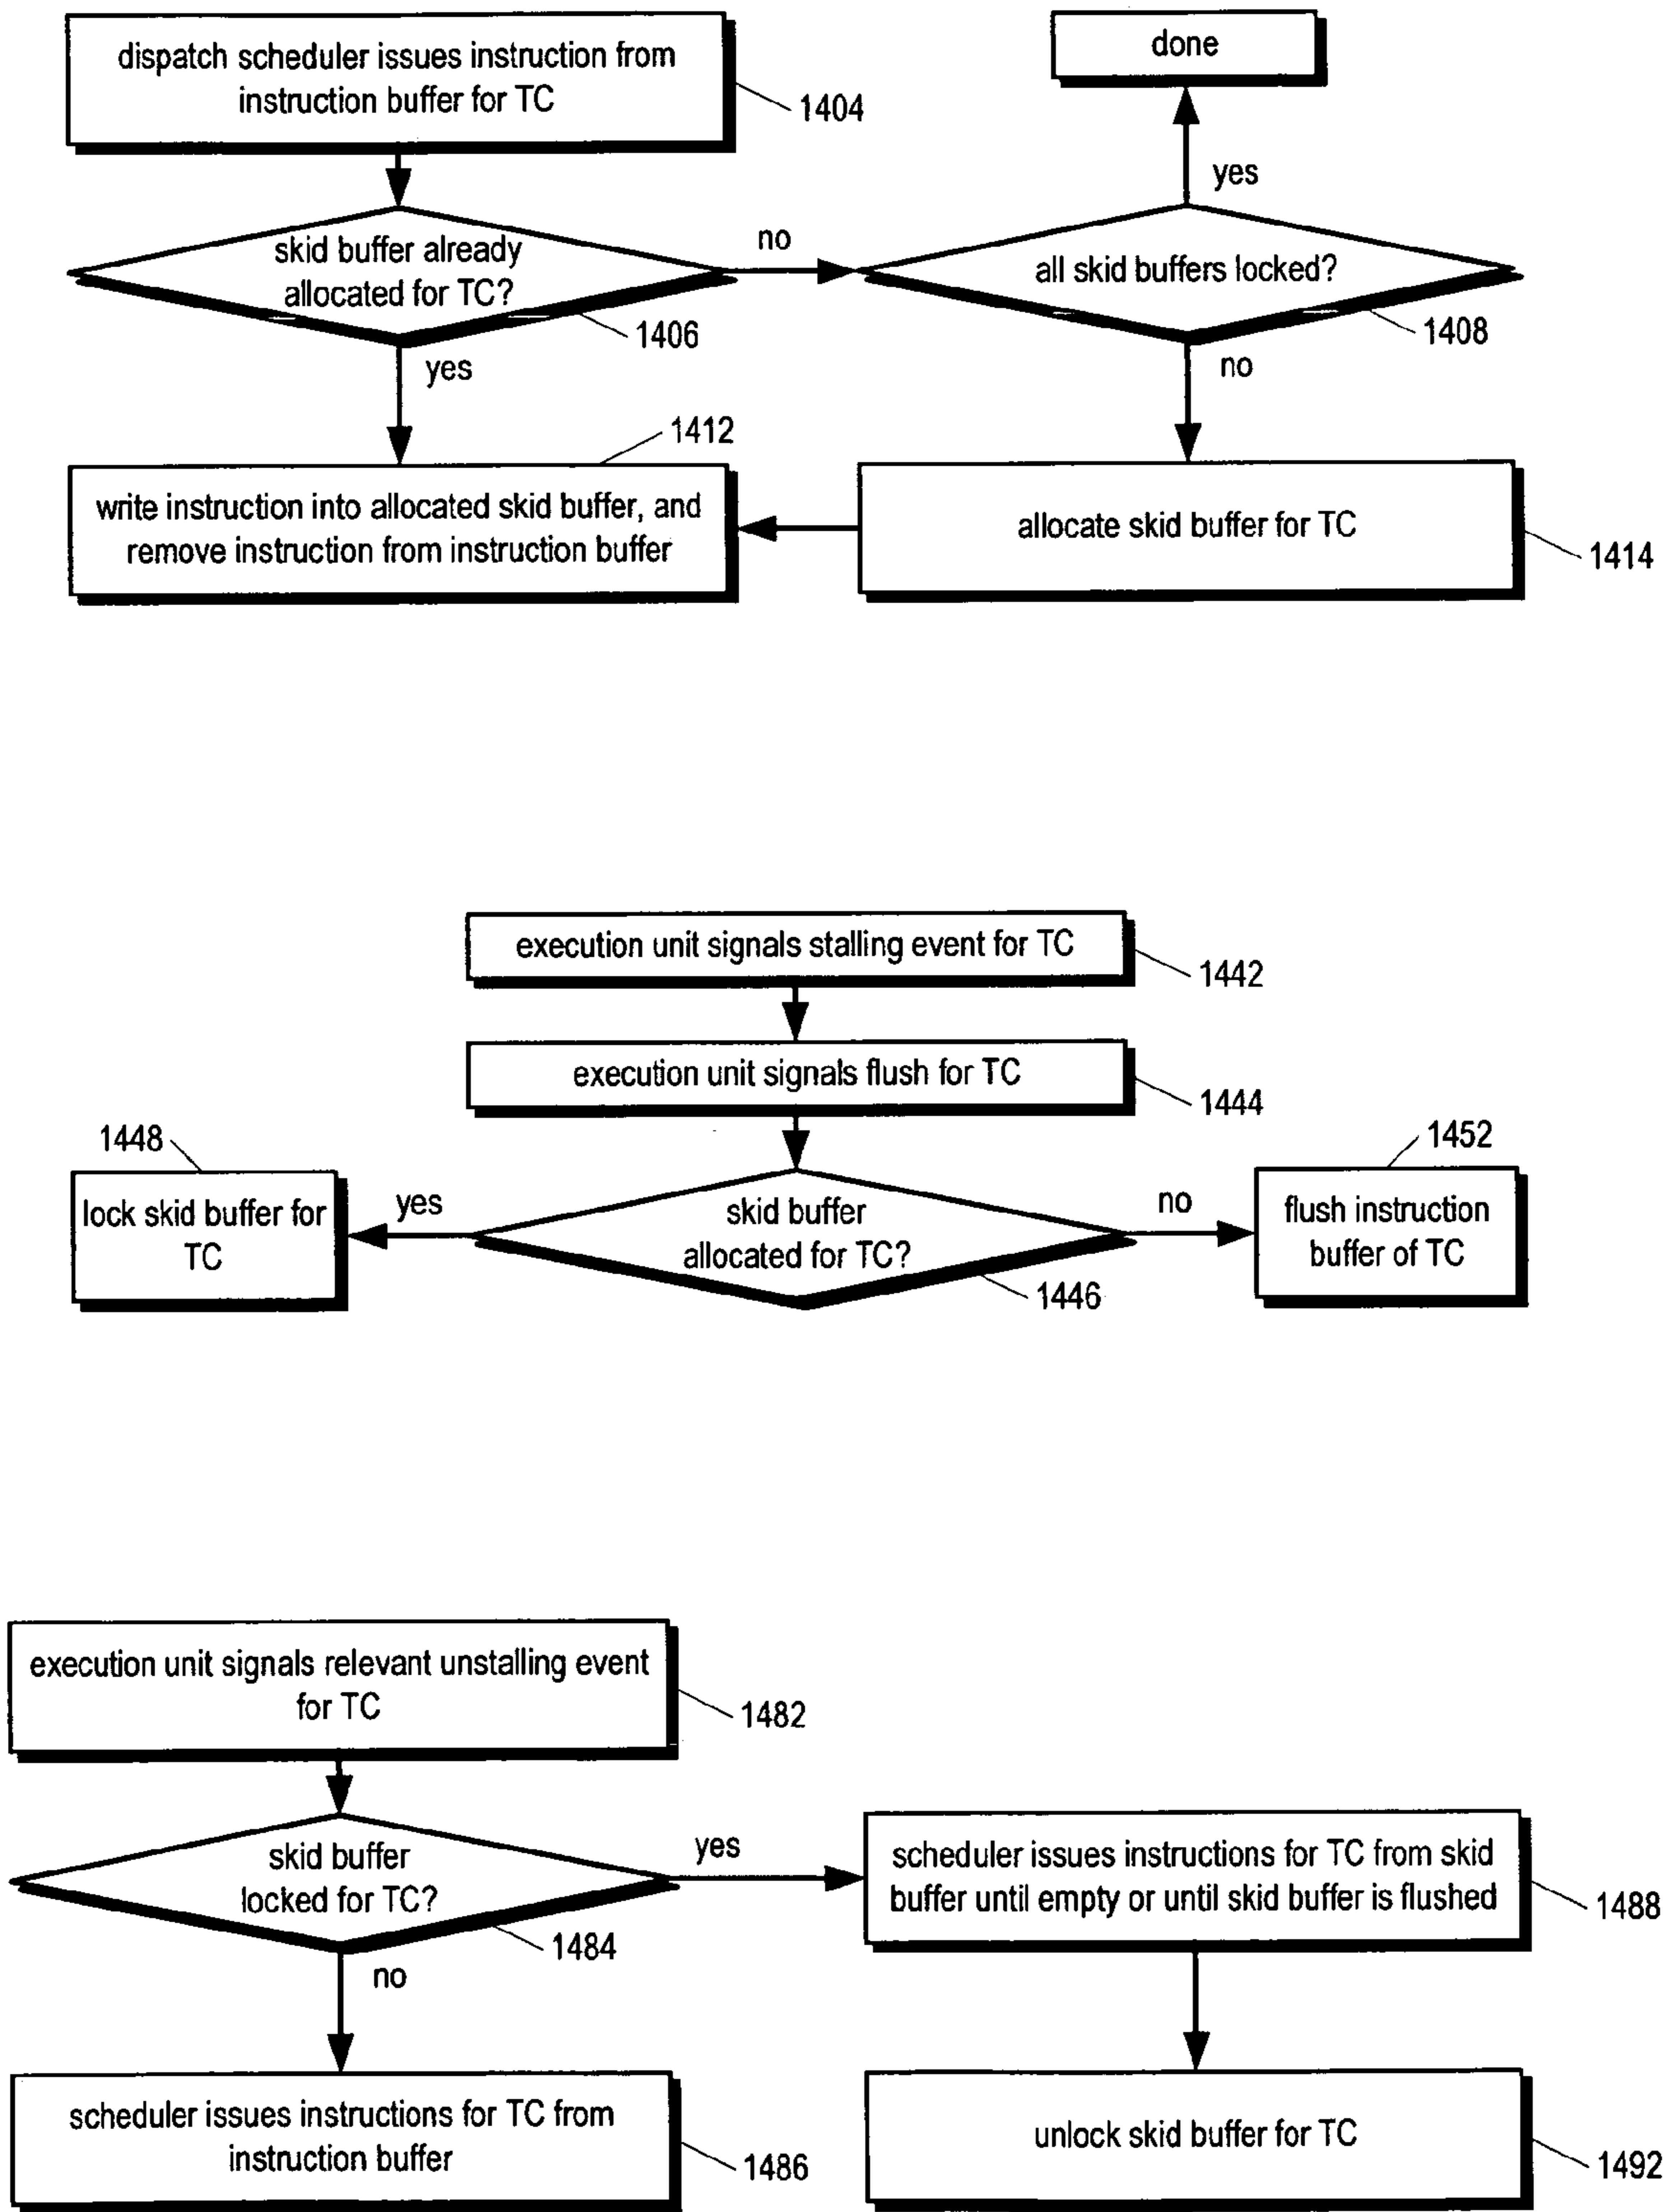 dispatch scheduler issues instruction from
instruction buffer for TC
1404
done
yes
skid buffer already
allocated for TC?
1406
no
all skid buffers locked?
1408
yes
no
1412
write instruction into allocated skid buffer, and
remove instruction from instruction buffer
allocate skid buffer for TC
1414
execution unit signals stalling event for TC
1442
execution unit signals flush for TC
1444
1448
lock skid buffer for
TC
yes
skid buffer
allocated for TC?
1446
no
1452
flush instruction
buffer of TC
execution unit signals relevant unstalling event
for TC
1482
skid buffer
locked for TC?
1484
yes
scheduler issues instructions for TC from skid
buffer until empty or until skid buffer is flushed
1488
no
scheduler issues instructions for TC from
instruction buffer
1486
unlock skid buffer for TC
1492